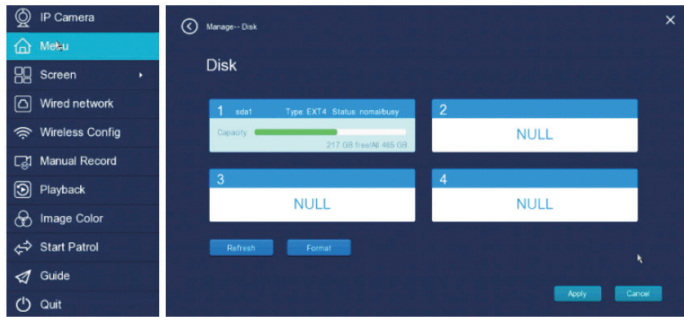 IP Camera
Menu
Screen
Wired network
Wireless Config
Manual Record
Playback
Image Color
Start Patrol
Guide
Quit
Manage-- Disk
Disk
1 sda1 Type: EXT4 Status: nomal/busy
Capacity
217 GB free/All 465 GB
2
NULL
3
NULL
4
NULL
Refresh Format
Apply Cancel